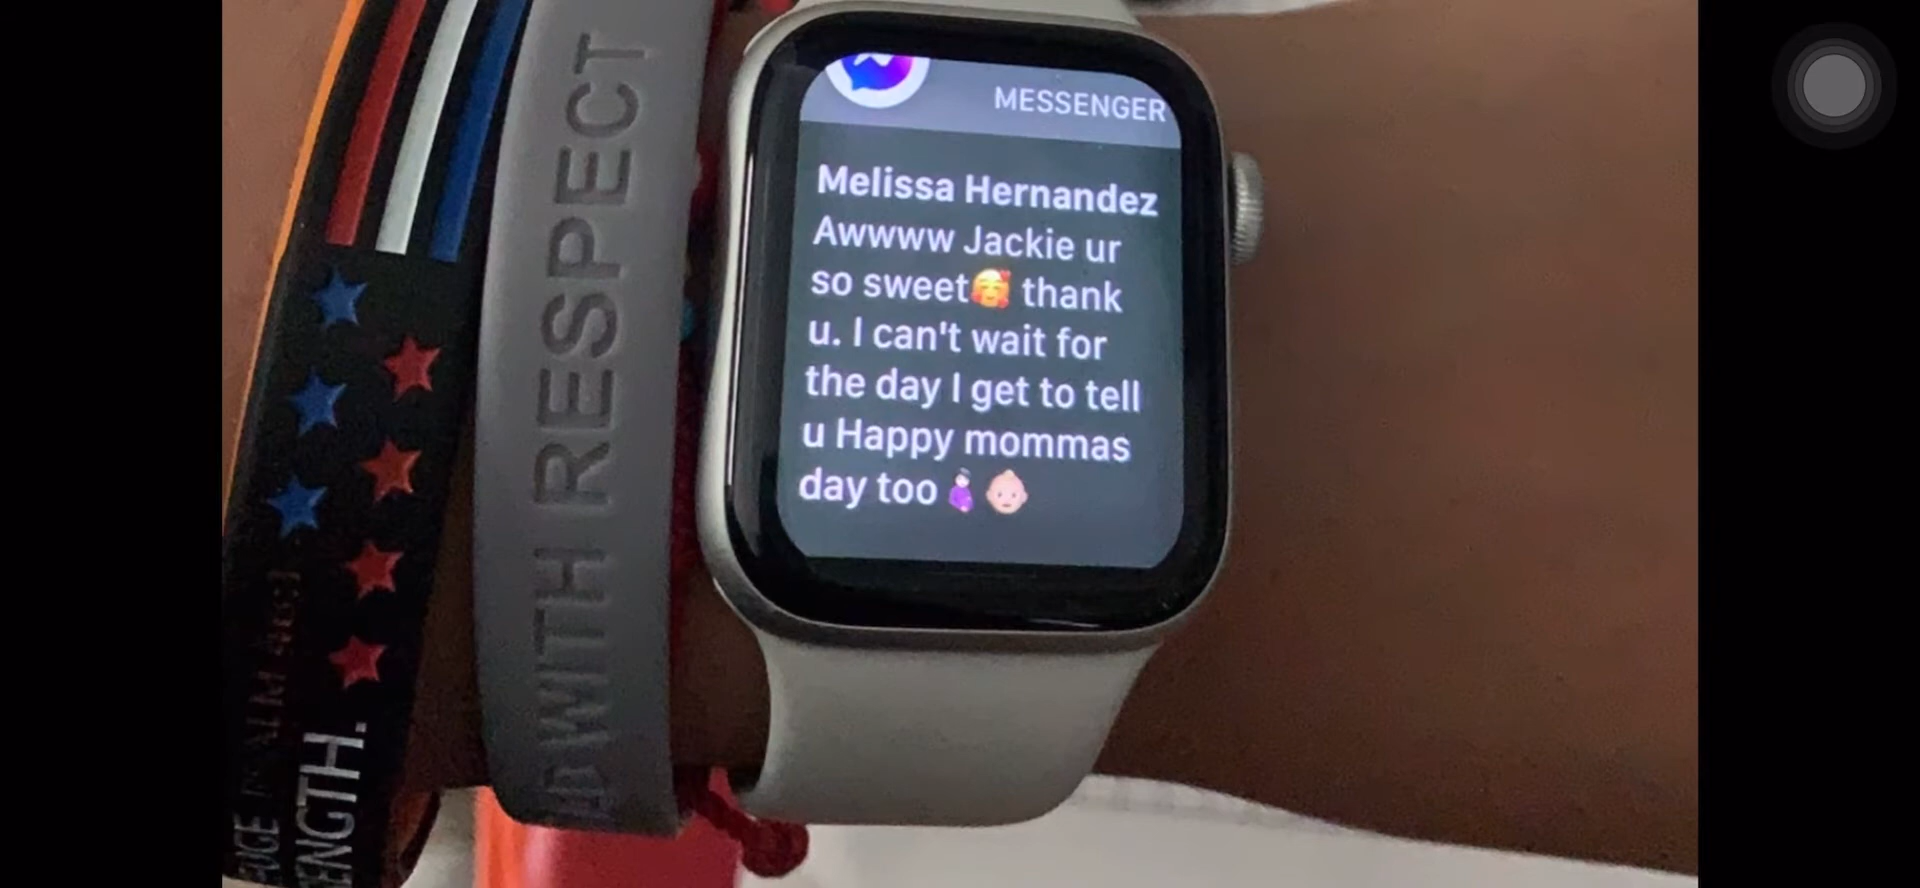 MESSENGER
Melissa Hernandez
Awwww Jackie ur
so sweet🥰 thank
u. I can't wait for
the day I get to tell
u Happy mommas
day too🤰🏻👶🏼
WITH RESPECT